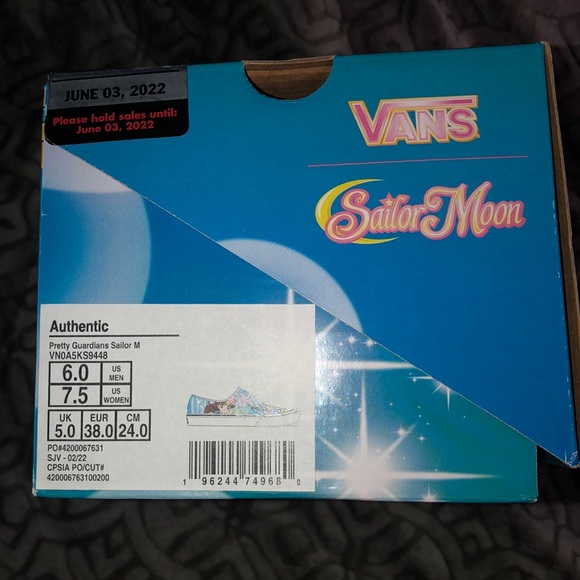 JUNE 03, 2022
Please hold sales until:
June 03, 2022
VANS
Sailor Moon
Authentic
Pretty Guardians Sailor M
VN0A5KS9448
6.0 US MEN
7.5 US WOMEN
UK EUR CM
5.0 38.0 24.0
PO#4200067631
SJV - 02/22
CPSIA PO/CUT#
420006763100200
1 96244 74968 8